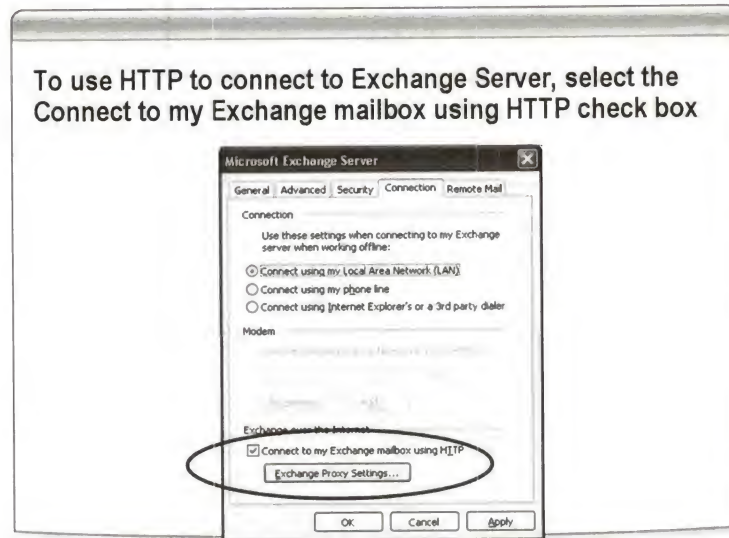 To use HTTP to connect to Exchange Server, select the
Connect to my Exchange mailbox using HTTP check box
Microsoft Exchange Server
General Advanced Security Connection Remote Mail
Connection
Use these settings when connecting to my Exchange
server when working offline:
Connect using my Local Area Network (LAN)
Connect using my phone line
Connect using Internet Explorer's or a 3rd party dialer
Modem
Exchange over the Internet
Connect to my Exchange mailbox using HTTP
Exchange Proxy Settings...
OK Cancel Apply